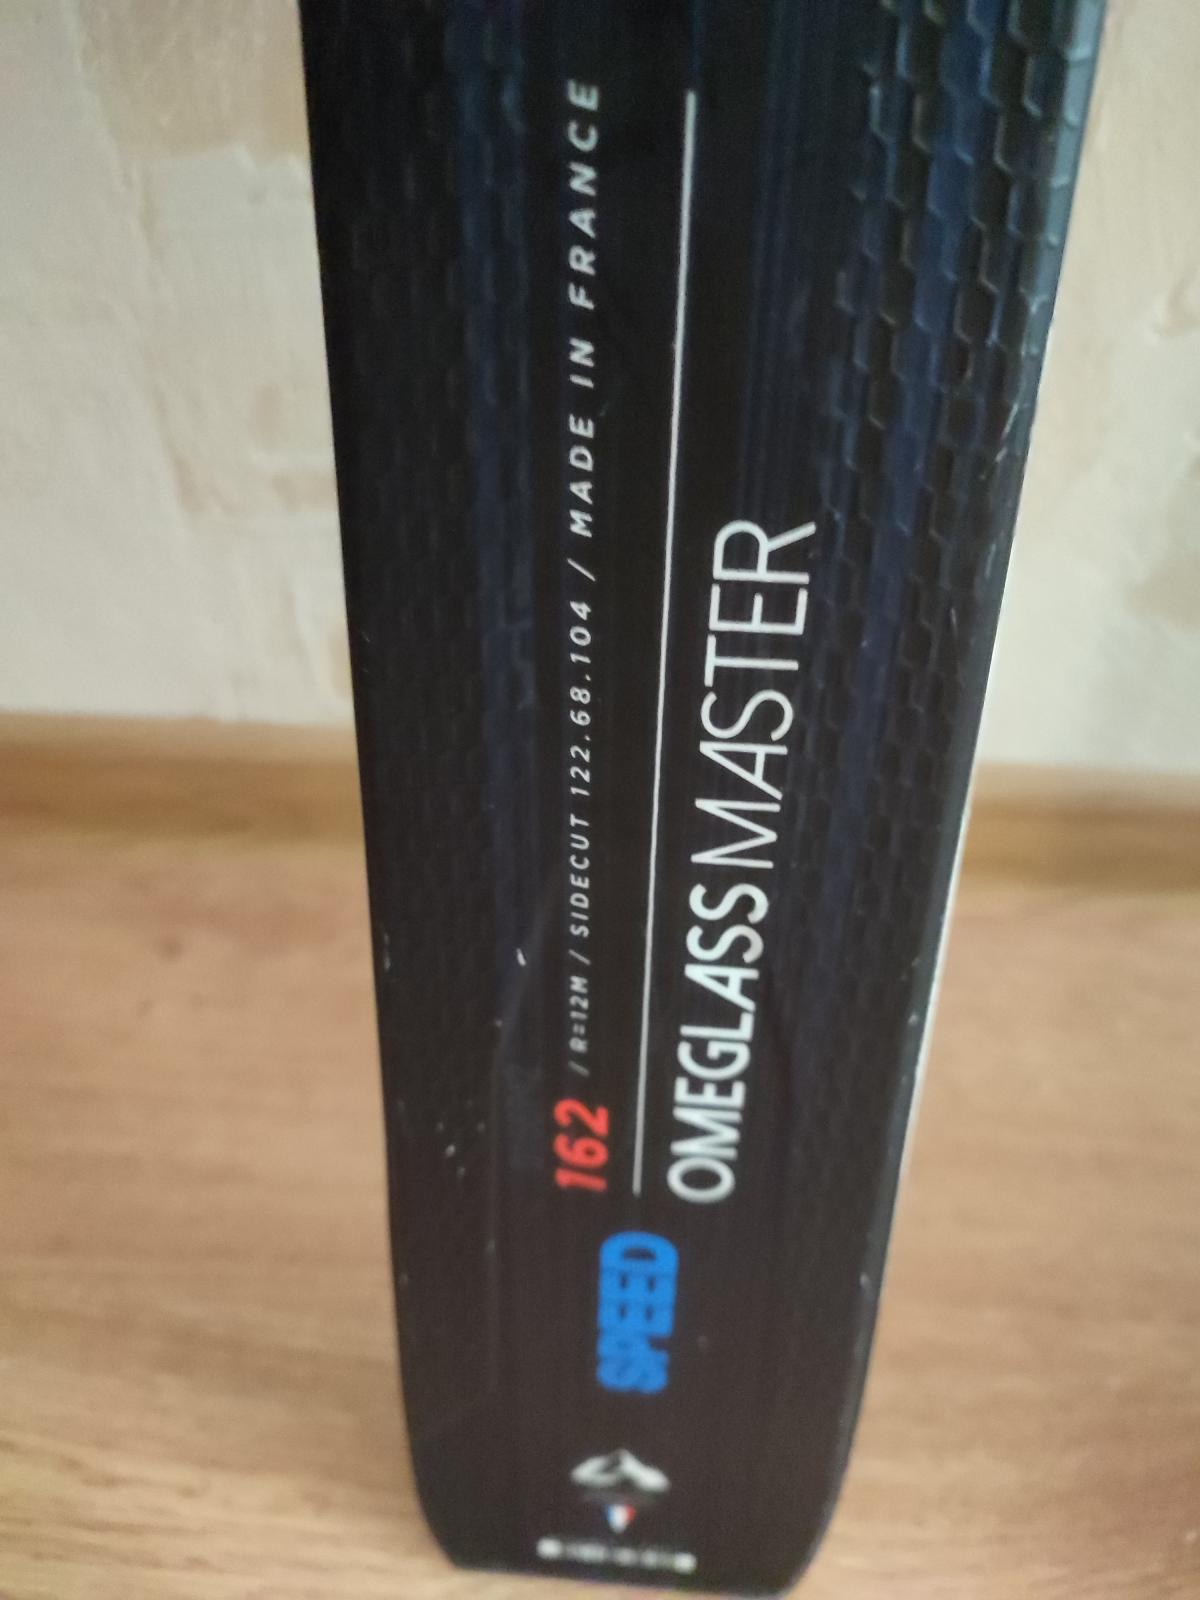 162 / R=12M / SIDECUT 122.68.104 / MADE IN FRANCE
SPEED
OMEGLASS MASTER